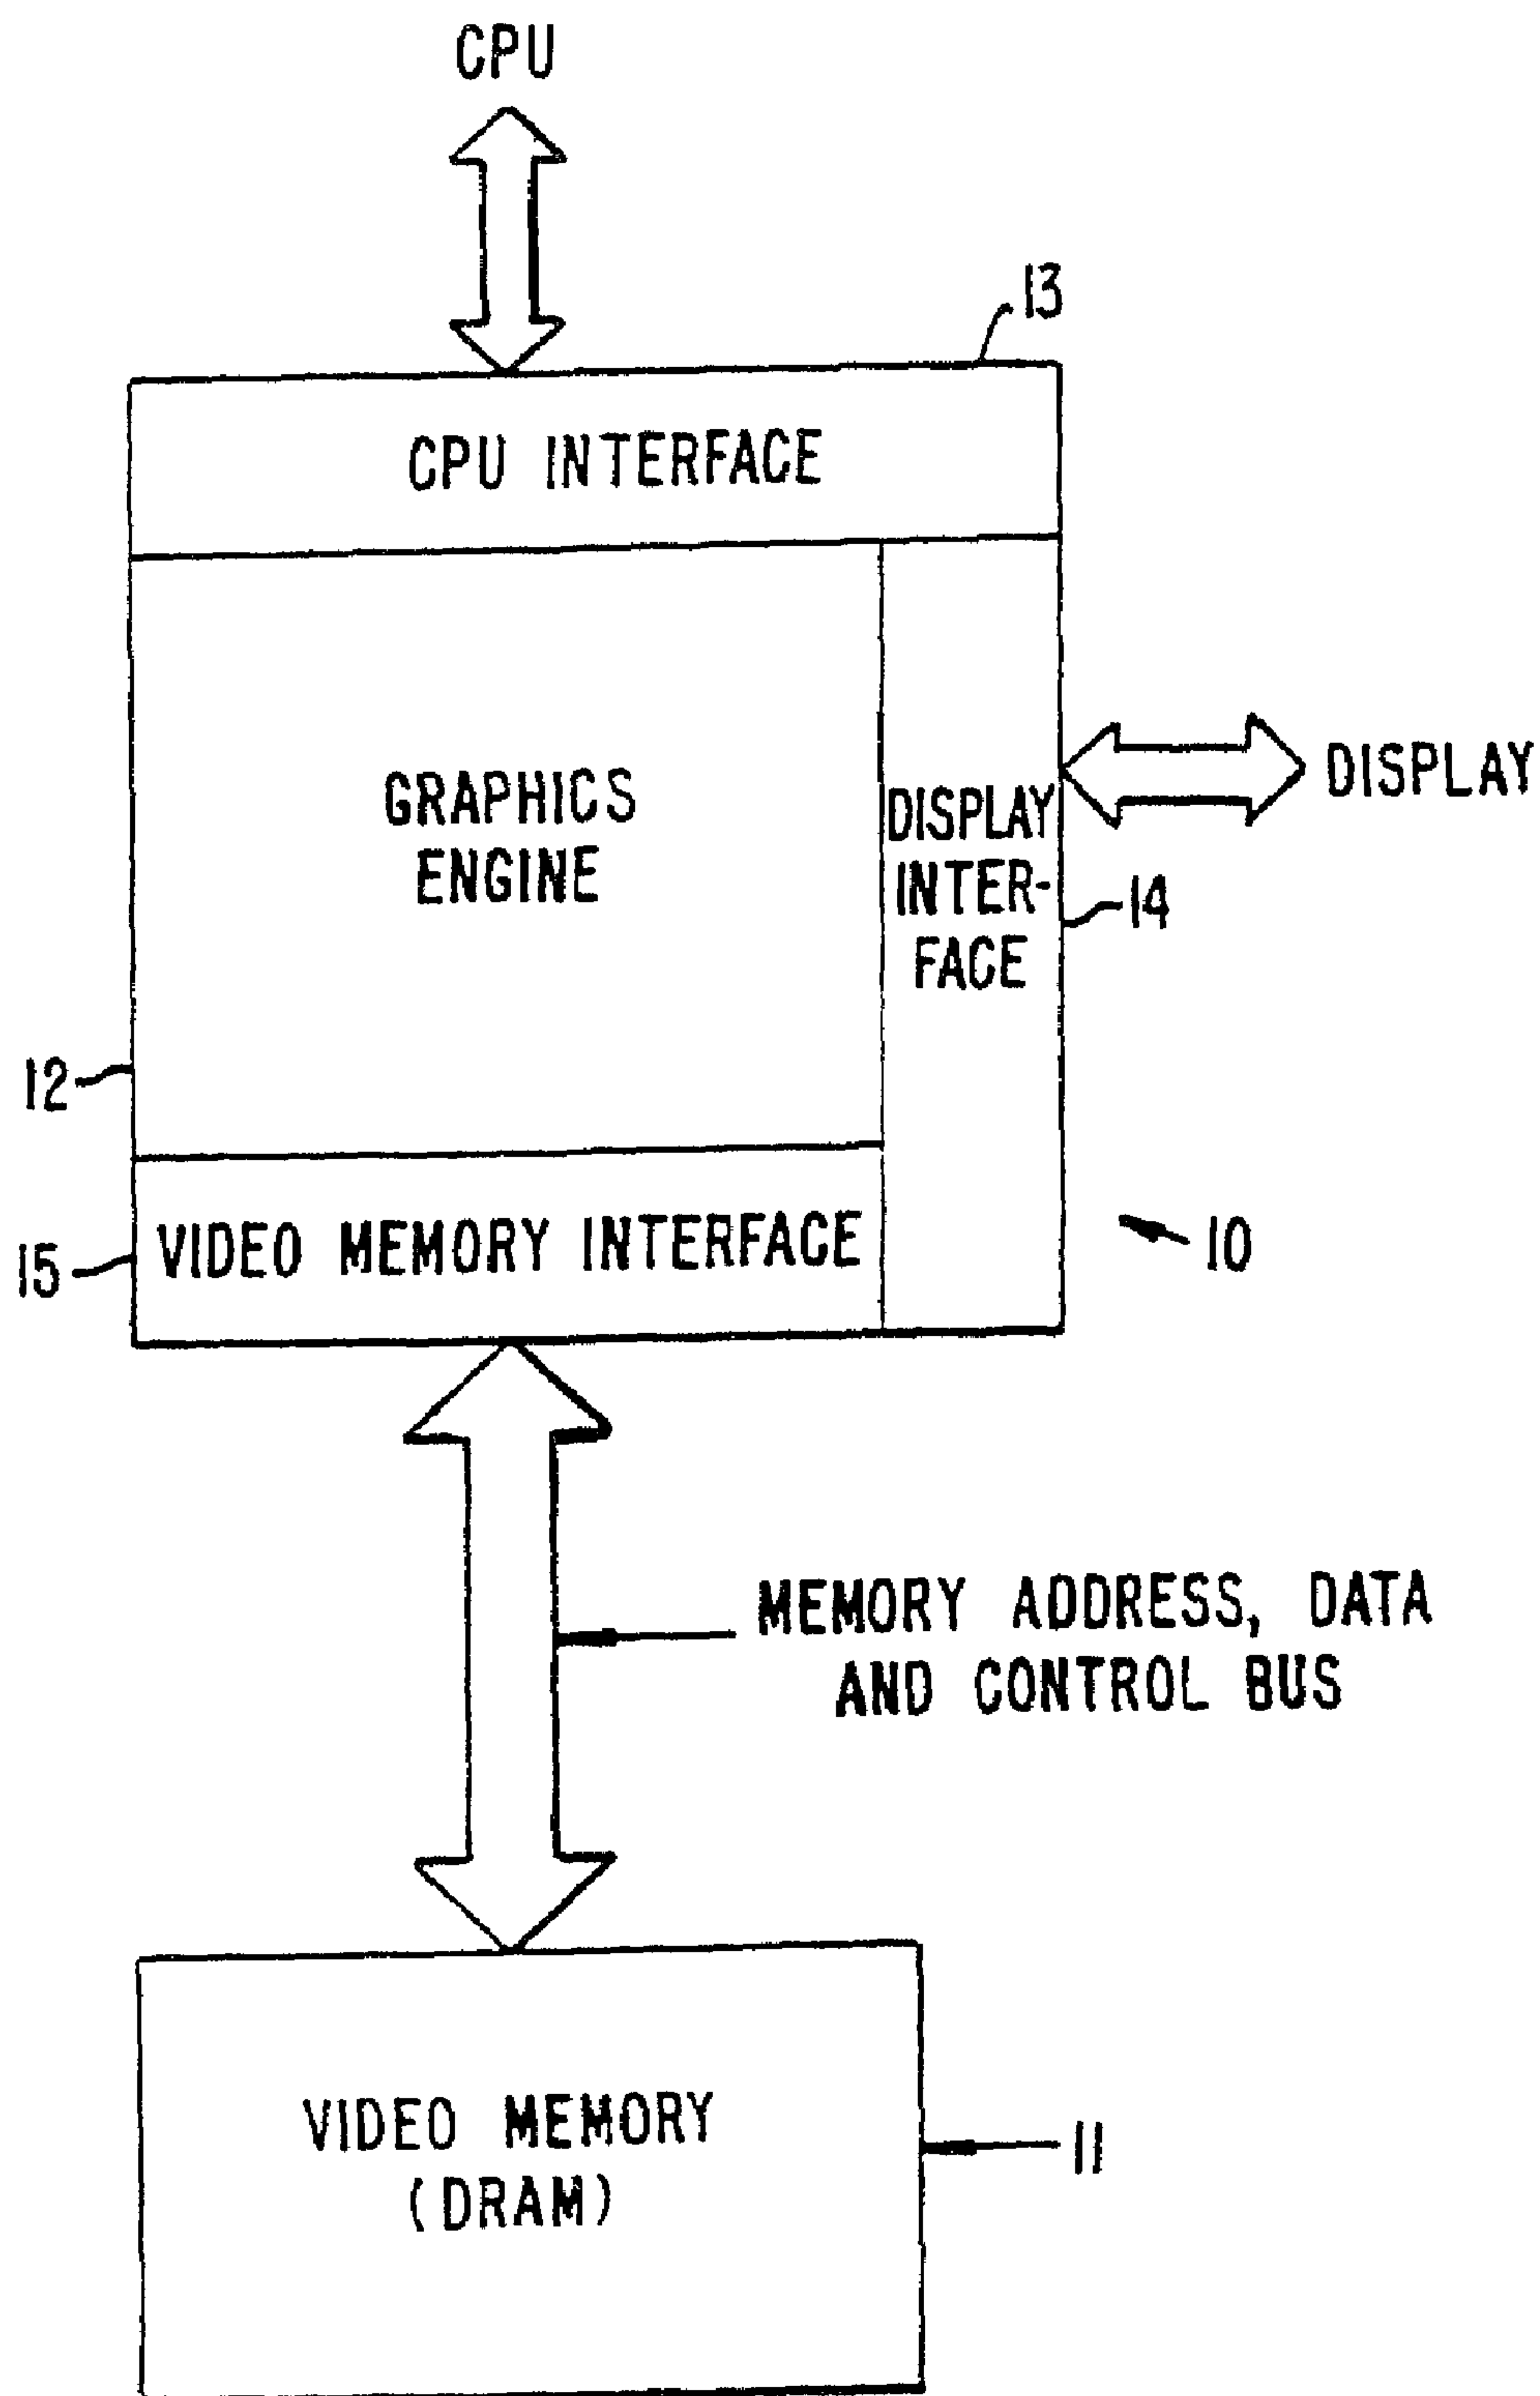 CPU
13
CPU INTERFACE
GRAPHICS
ENGINE
DISPLAY
INTER-
FACE
DISPLAY
14
12
VIDEO MEMORY INTERFACE
15
10
MEMORY ADDRESS, DATA
AND CONTROL BUS
VIDEO MEMORY
(DRAM)
11